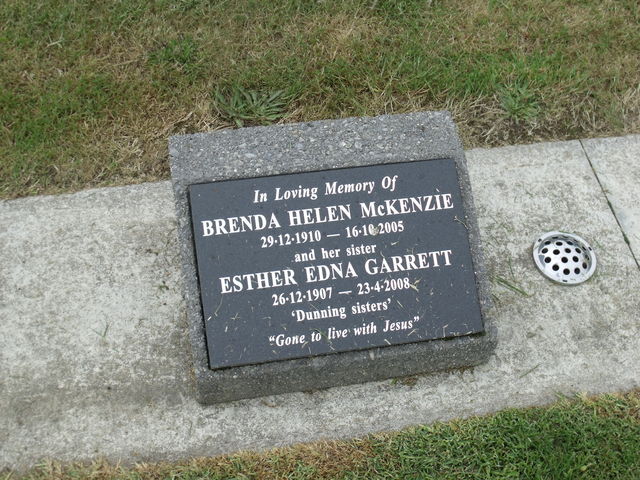 In Loving Memory Of
BRENDA HELEN McKENZIE
29·12·1910 — 16·10·2005
and her sister
ESTHER EDNA GARRETT
26·12·1907 — 23·4·2008
'Dunning sisters'
"Gone to live with Jesus"